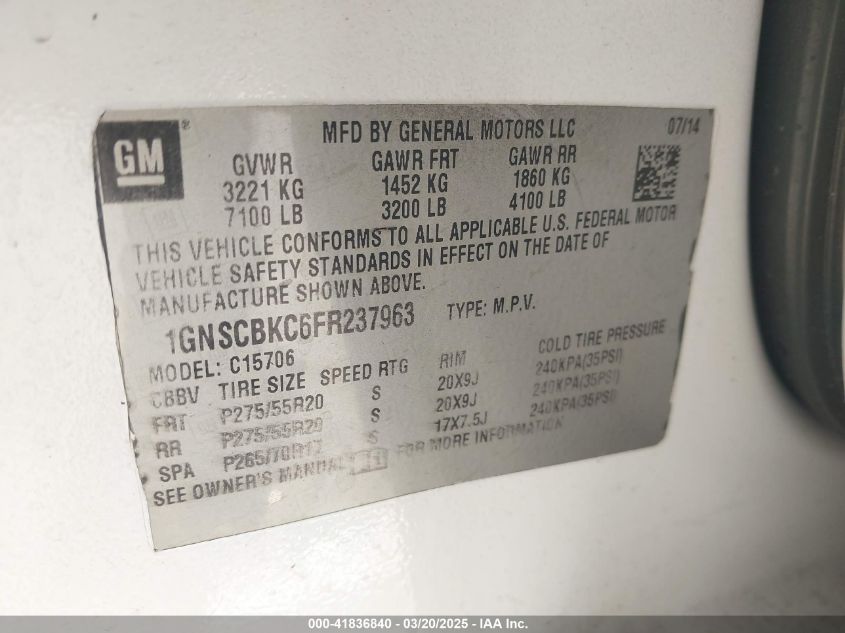 GM ®
MFD BY GENERAL MOTORS LLC 07/14
GVWR GAWR FRT GAWR RR
3221 KG 1452 KG 1860 KG
7100 LB 3200 LB 4100 LB
THIS VEHICLE CONFORMS TO ALL APPLICABLE U.S. FEDERAL MOTOR
VEHICLE SAFETY STANDARDS IN EFFECT ON THE DATE OF
MANUFACTURE SHOWN ABOVE.
1GNSCBKC6FR237963 TYPE: M.P.V.
MODEL: C15706
CBBV TIRE SIZE SPEED RTG RIM COLD TIRE PRESSURE
FRT P275/55R20 S 20X9J 240KPA(35PSI)
RR P275/55R20 S 20X9J 240KPA(35PSI)
SPA P265/70R17 S 17X7.5J 240KPA(35PSI)
SEE OWNER'S MANUAL FOR MORE INFORMATION
000-41836840 - 03/20/2025 - IAA Inc.